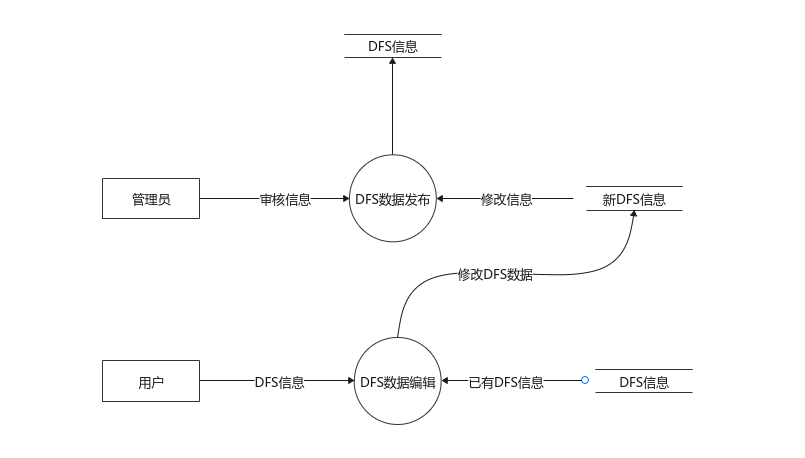 DFS信息
管理员
审核信息
DFS数据发布
修改信息
新DFS信息
修改DFS数据
用户
DFS信息
DFS数据编辑
已有DFS信息
DFS信息